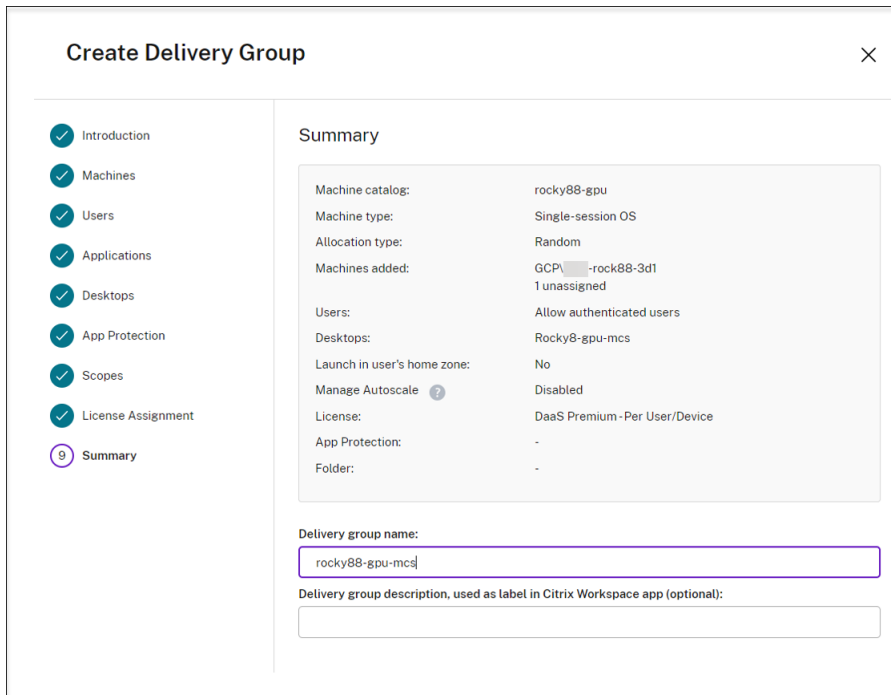 Create Delivery Group
Introduction
Machines
Users
Applications
Desktops
App Protection
Scopes
License Assignment
9 Summary
Summary
Machine catalog: rocky88-gpu
Machine type: Single-session OS
Allocation type: Random
Machines added: GCP\ -rock88-3d1
1 unassigned
Users: Allow authenticated users
Desktops: Rocky8-gpu-mcs
Launch in user's home zone: No
Manage Autoscale ? Disabled
License: DaaS Premium - Per User/Device
App Protection: -
Folder: -
Delivery group name:
rocky88-gpu-mcs
Delivery group description, used as label in Citrix Workspace app (optional):